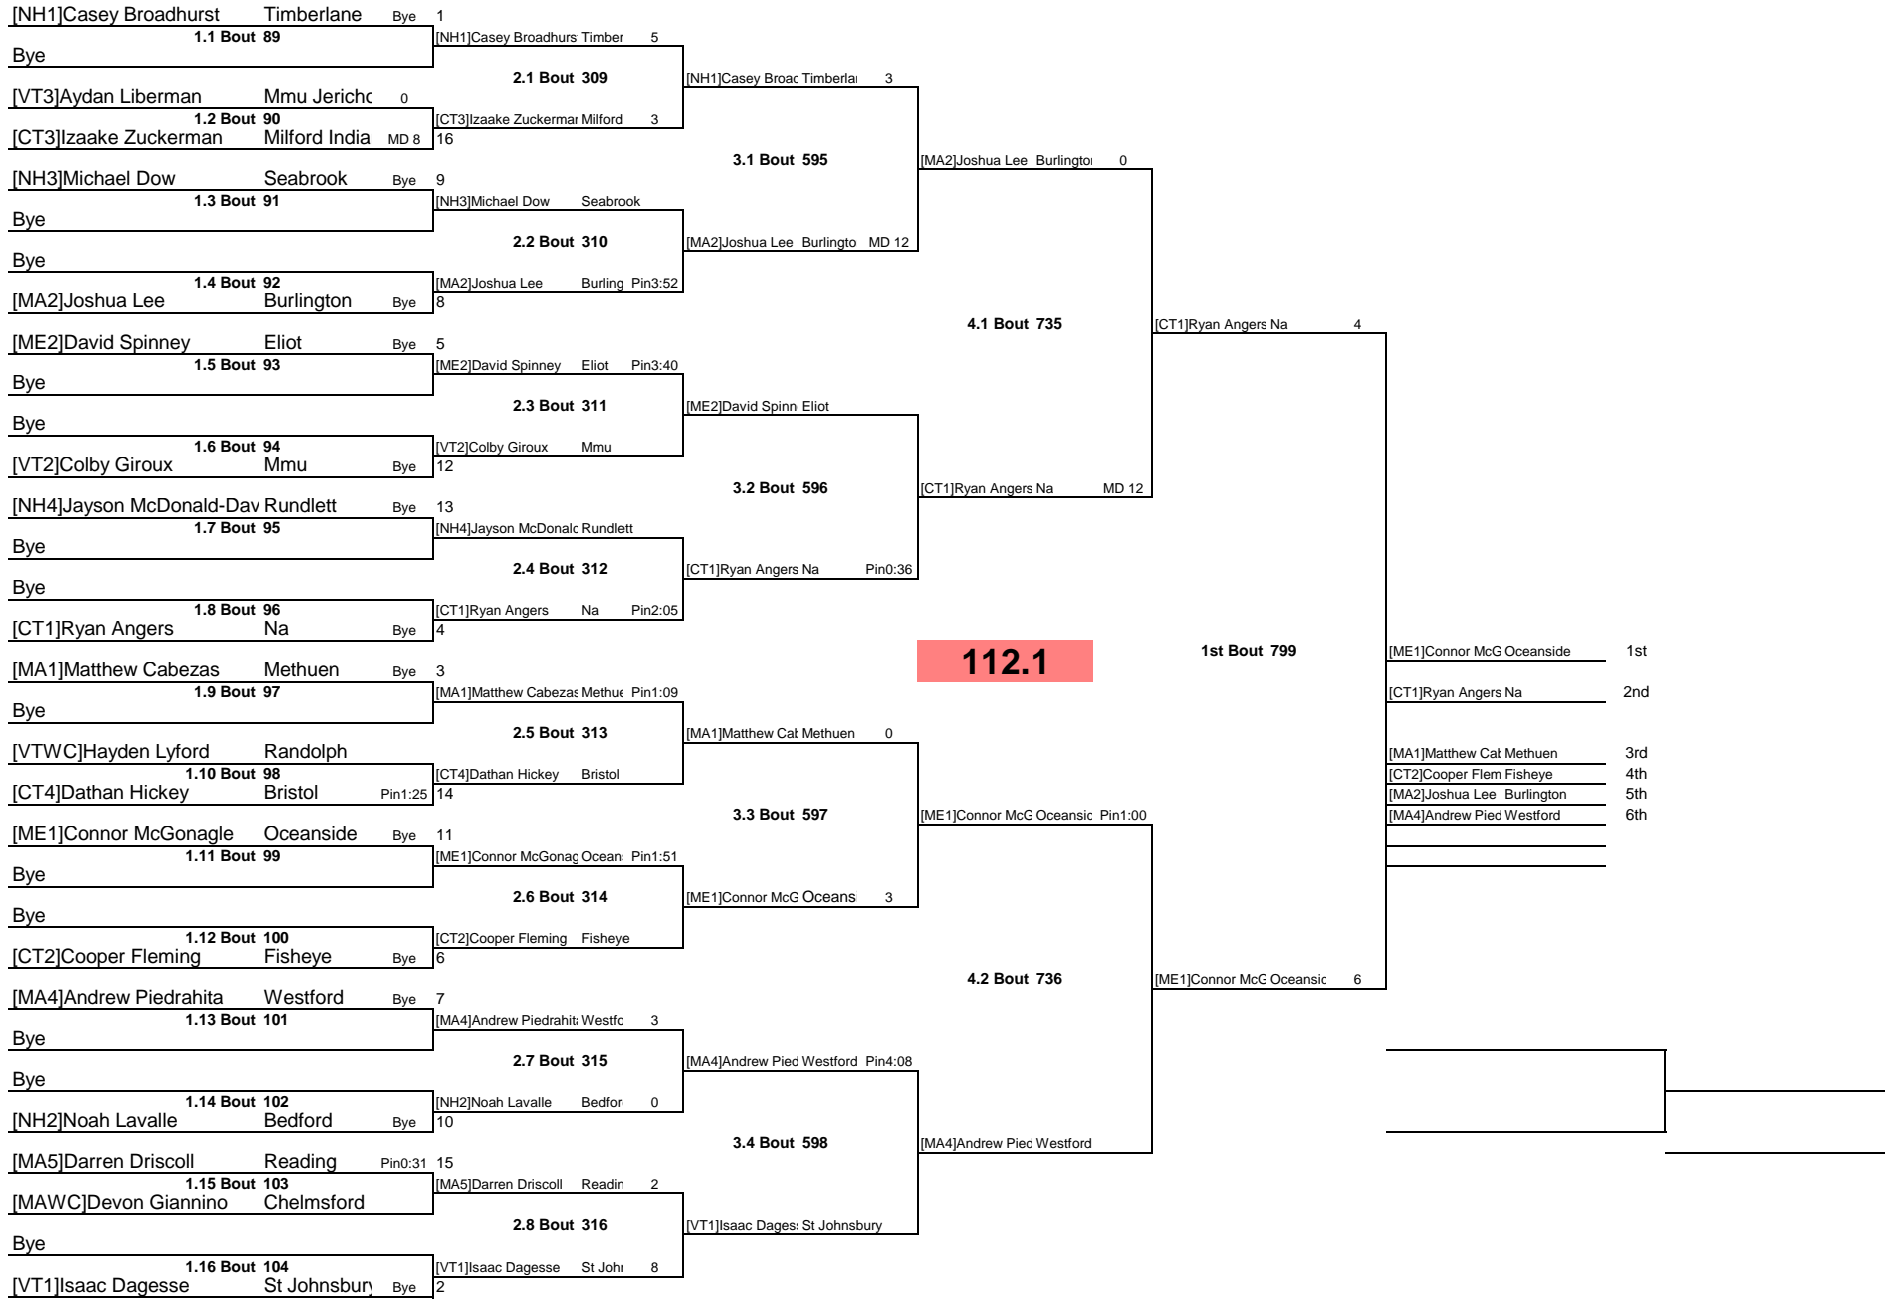 [NH1]Casey Broadhurst Timberlane Bye 1
1.1 Bout 89
Bye
[VT3]Aydan Liberman Mmu Jericho 0
1.2 Bout 90
[CT3]Izaake Zuckerman Milford India MD 8 16
[NH3]Michael Dow Seabrook Bye 9
1.3 Bout 91
Bye
Bye
1.4 Bout 92
[MA2]Joshua Lee Burlington Bye 8
[ME2]David Spinney Eliot Bye 5
1.5 Bout 93
Bye
Bye
1.6 Bout 94
[VT2]Colby Giroux Mmu Bye 12
[NH4]Jayson McDonald-Dav Rundlett Bye 13
1.7 Bout 95
Bye
Bye
1.8 Bout 96
[CT1]Ryan Angers Na Bye 4
[MA1]Matthew Cabezas Methuen Bye 3
1.9 Bout 97
Bye
[VTWC]Hayden Lyford Randolph
1.10 Bout 98
[CT4]Dathan Hickey Bristol Pin1:25 14
[ME1]Connor McGonagle Oceanside Bye 11
1.11 Bout 99
Bye
Bye
1.12 Bout 100
[CT2]Cooper Fleming Fisheye Bye 6
[MA4]Andrew Piedrahita Westford Bye 7
1.13 Bout 101
Bye
Bye
1.14 Bout 102
[NH2]Noah Lavalle Bedford Bye 10
[MA5]Darren Driscoll Reading Pin0:31 15
1.15 Bout 103
[MAWC]Devon Giannino Chelmsford
Bye
1.16 Bout 104
[VT1]Isaac Dagesse St Johnsbury Bye 2
[NH1]Casey Broadhurs Timber 5
2.1 Bout 309
[CT3]Izaake Zuckerman Milford 3
[NH3]Michael Dow Seabrook
2.2 Bout 310
[MA2]Joshua Lee Burling Pin3:52
[ME2]David Spinney Eliot Pin3:40
2.3 Bout 311
[VT2]Colby Giroux Mmu
[NH4]Jayson McDonald Rundlett
2.4 Bout 312
[CT1]Ryan Angers Na Pin2:05
[MA1]Matthew Cabezas Methue Pin1:09
2.5 Bout 313
[CT4]Dathan Hickey Bristol
[ME1]Connor McGonag Ocean Pin1:51
2.6 Bout 314
[CT2]Cooper Fleming Fisheye
[MA4]Andrew Piedrahita Westfo 3
2.7 Bout 315
[NH2]Noah Lavalle Bedfor 0
[MA5]Darren Driscoll Readin 2
2.8 Bout 316
[VT1]Isaac Dagesse St Joh 8
[NH1]Casey Broad Timberla 3
3.1 Bout 595
[MA2]Joshua Lee Burlingto MD 12
[ME2]David Spinn Eliot
3.2 Bout 596
[CT1]Ryan Angers Na Pin0:36
[MA1]Matthew Cab Methuen 0
3.3 Bout 597
[ME1]Connor McG Oceans 3
[MA4]Andrew Pied Westford Pin4:08
3.4 Bout 598
[VT1]Isaac Dages St Johnsbury
[MA2]Joshua Lee Burlington 0
4.1 Bout 735
[CT1]Ryan Angers Na MD 12
112.1
[ME1]Connor McG Oceansid Pin1:00
4.2 Bout 736
[MA4]Andrew Pied Westford
[CT1]Ryan Angers Na 4
1st Bout 799
[ME1]Connor McG Oceansid 6
[ME1]Connor McG Oceanside 1st
[CT1]Ryan Angers Na 2nd
[MA1]Matthew Cab Methuen 3rd
[CT2]Cooper Flem Fisheye 4th
[MA2]Joshua Lee Burlington 5th
[MA4]Andrew Pied Westford 6th